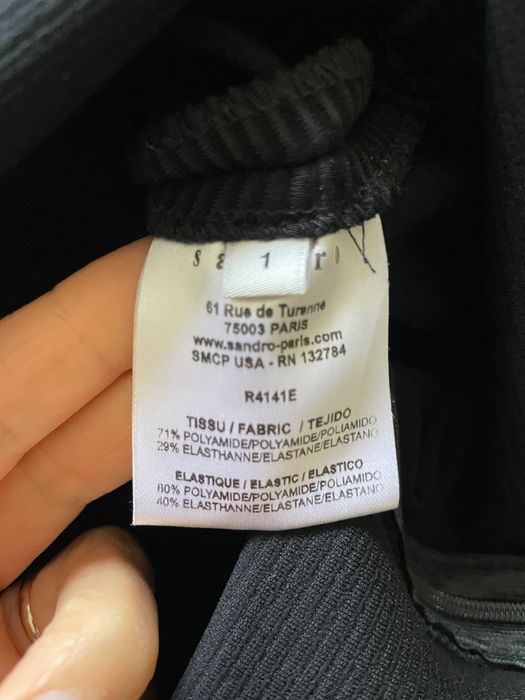 1
61 Rue de Turenne
75003 PARIS
www.sandro-paris.com
SMCP USA - RN 132784
R4141E
TISSU / FABRIC / TEJIDO
71% POLYAMIDE/POLYAMIDE/POLIAMIDO
29% ELASTHANNE/ELASTANE/ELASTANO
ELASTIQUE / ELASTIC / ELASTICO
60% POLYAMIDE/POLYAMIDE/POLIAMIDO
40% ELASTHANNE/ELASTANE/ELASTANO